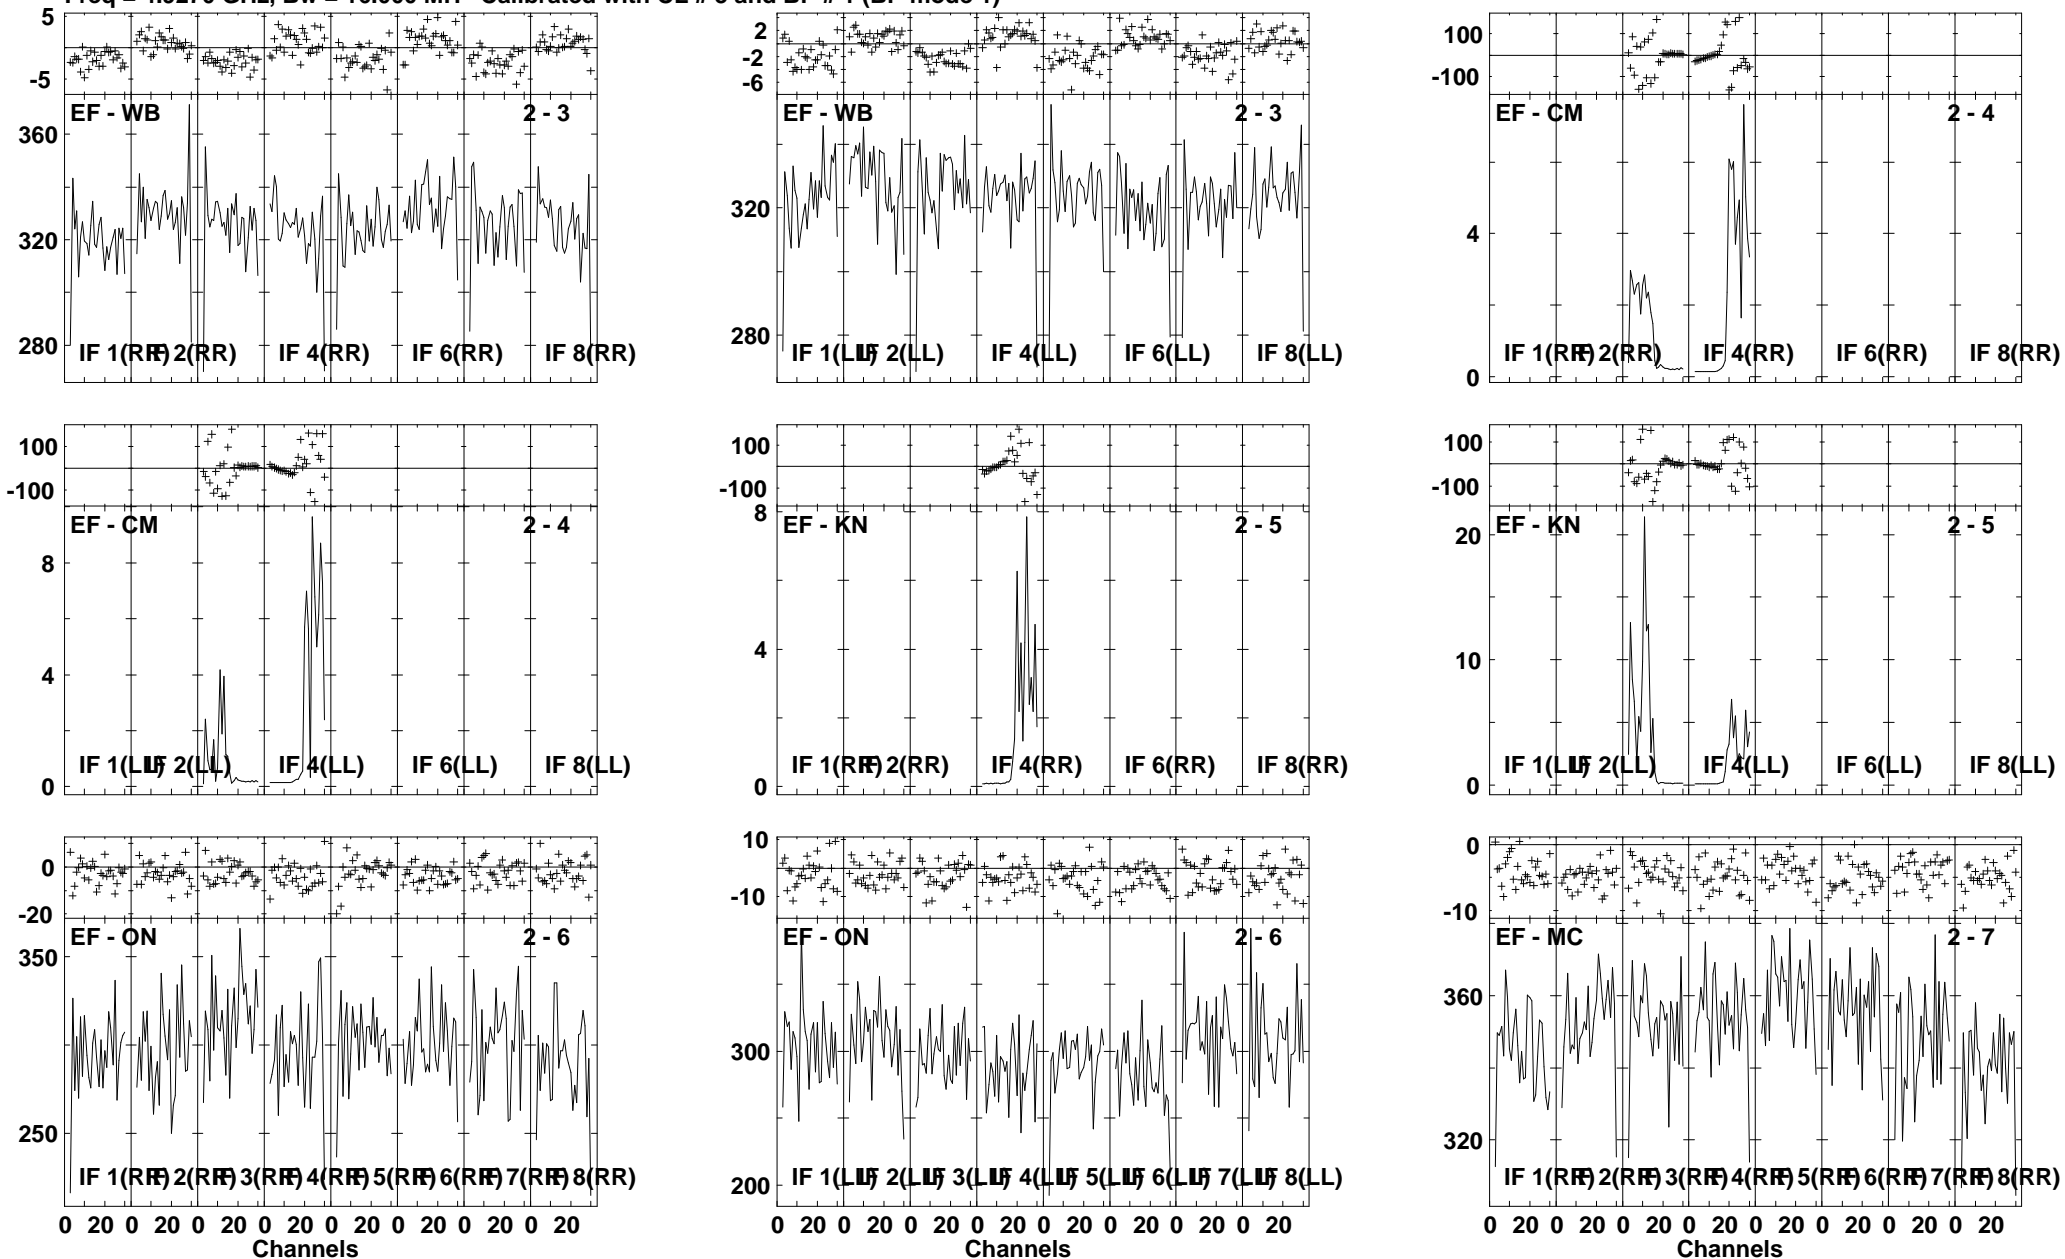 5
-5
EF - WB 2 - 3
360
320
280
IF 1(RR) IF 2(RR) IF 4(RR) IF 6(RR) IF 8(RR)
2
-2
-6
EF - WB 2 - 3
320
280
IF 1(LL) IF 2(LL) IF 4(LL) IF 6(LL) IF 8(LL)
100
-100
EF - CM 2 - 4
4
0
IF 1(RR) IF 2(RR) IF 4(RR) IF 6(RR) IF 8(RR)
100
-100
EF - CM 2 - 4
8
4
0
IF 1(LL) IF 2(LL) IF 4(LL) IF 6(LL) IF 8(LL)
100
-100
8
EF - KN 2 - 5
4
0
IF 1(RR) IF 2(RR) IF 4(RR) IF 6(RR) IF 8(RR)
100
-100
EF - KN 2 - 5
20
10
0
IF 1(LL) IF 2(LL) IF 4(LL) IF 6(LL) IF 8(LL)
0
-20
EF - ON 2 - 6
350
250
IF 1(RR) IF 2(RR) IF 3(RR) IF 4(RR) IF 5(RR) IF 6(RR) IF 7(RR) IF 8(RR)
0 20 0 20 0 20 0 20 0 20 0 20 0 20 0 20
Channels
10
-10
EF - ON 2 - 6
300
200
IF 1(LL) IF 2(LL) IF 3(LL) IF 4(LL) IF 5(LL) IF 6(LL) IF 7(LL) IF 8(LL)
0 20 0 20 0 20 0 20 0 20 0 20 0 20 0 20
Channels
0
-10
EF - MC 2 - 7
360
320
IF 1(RR) IF 2(RR) IF 3(RR) IF 4(RR) IF 5(RR) IF 6(RR) IF 7(RR) IF 8(RR)
0 20 0 20 0 20 0 20 0 20 0 20 0 20 0 20
Channels